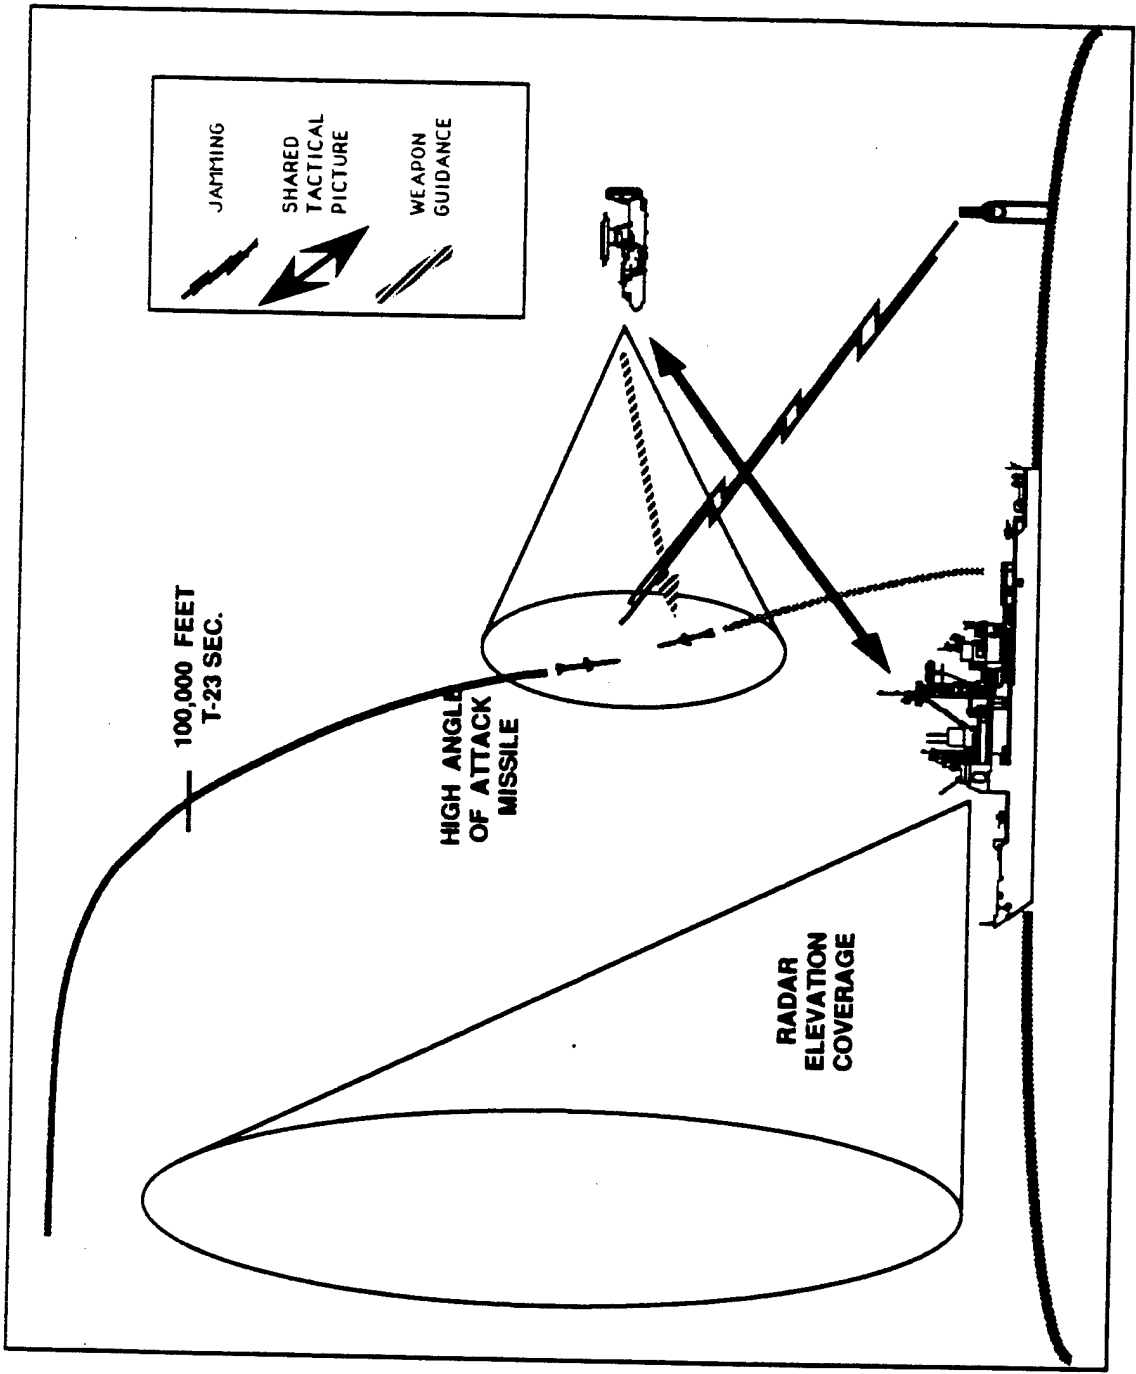 JAMMING
SHARED
TACTICAL
PICTURE
WEAPON
GUIDANCE
100,000 FEET
T-23 SEC.
HIGH ANGLE
OF ATTACK
MISSILE
RADAR
ELEVATION
COVERAGE